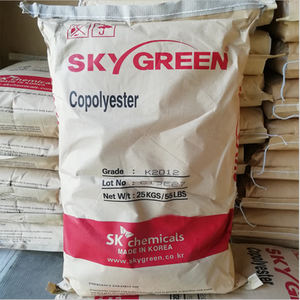 SKYGREEN
Copolyester
Grade : K2012
Lot No :
Net Wt : 25KGS/55LBS
SK chemicals
MADE IN KOREA
www.skygreen.co.kr
Copolyester